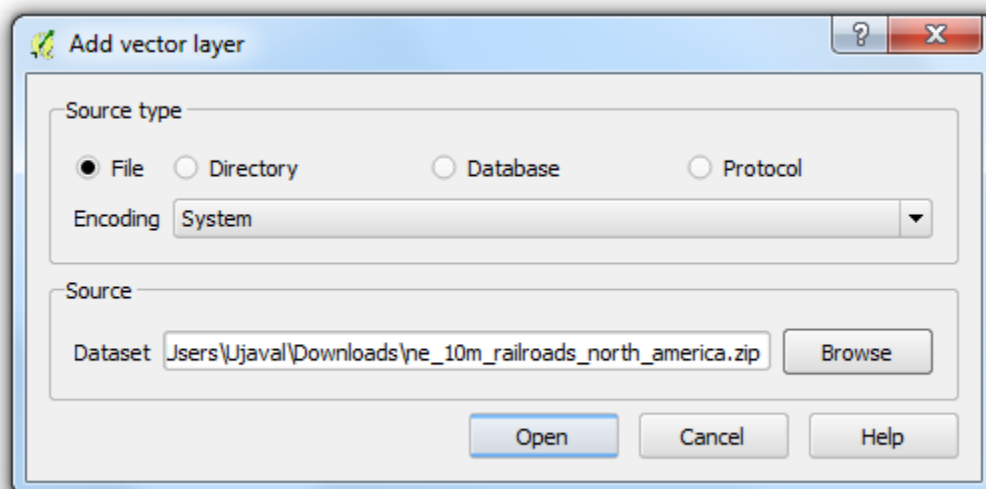 Add vector layer
Source type
File Directory Database Protocol
Encoding System
Source
Dataset Users\Ujaval\Downloads\ne_10m_railroads_north_america.zip Browse
Open Cancel Help